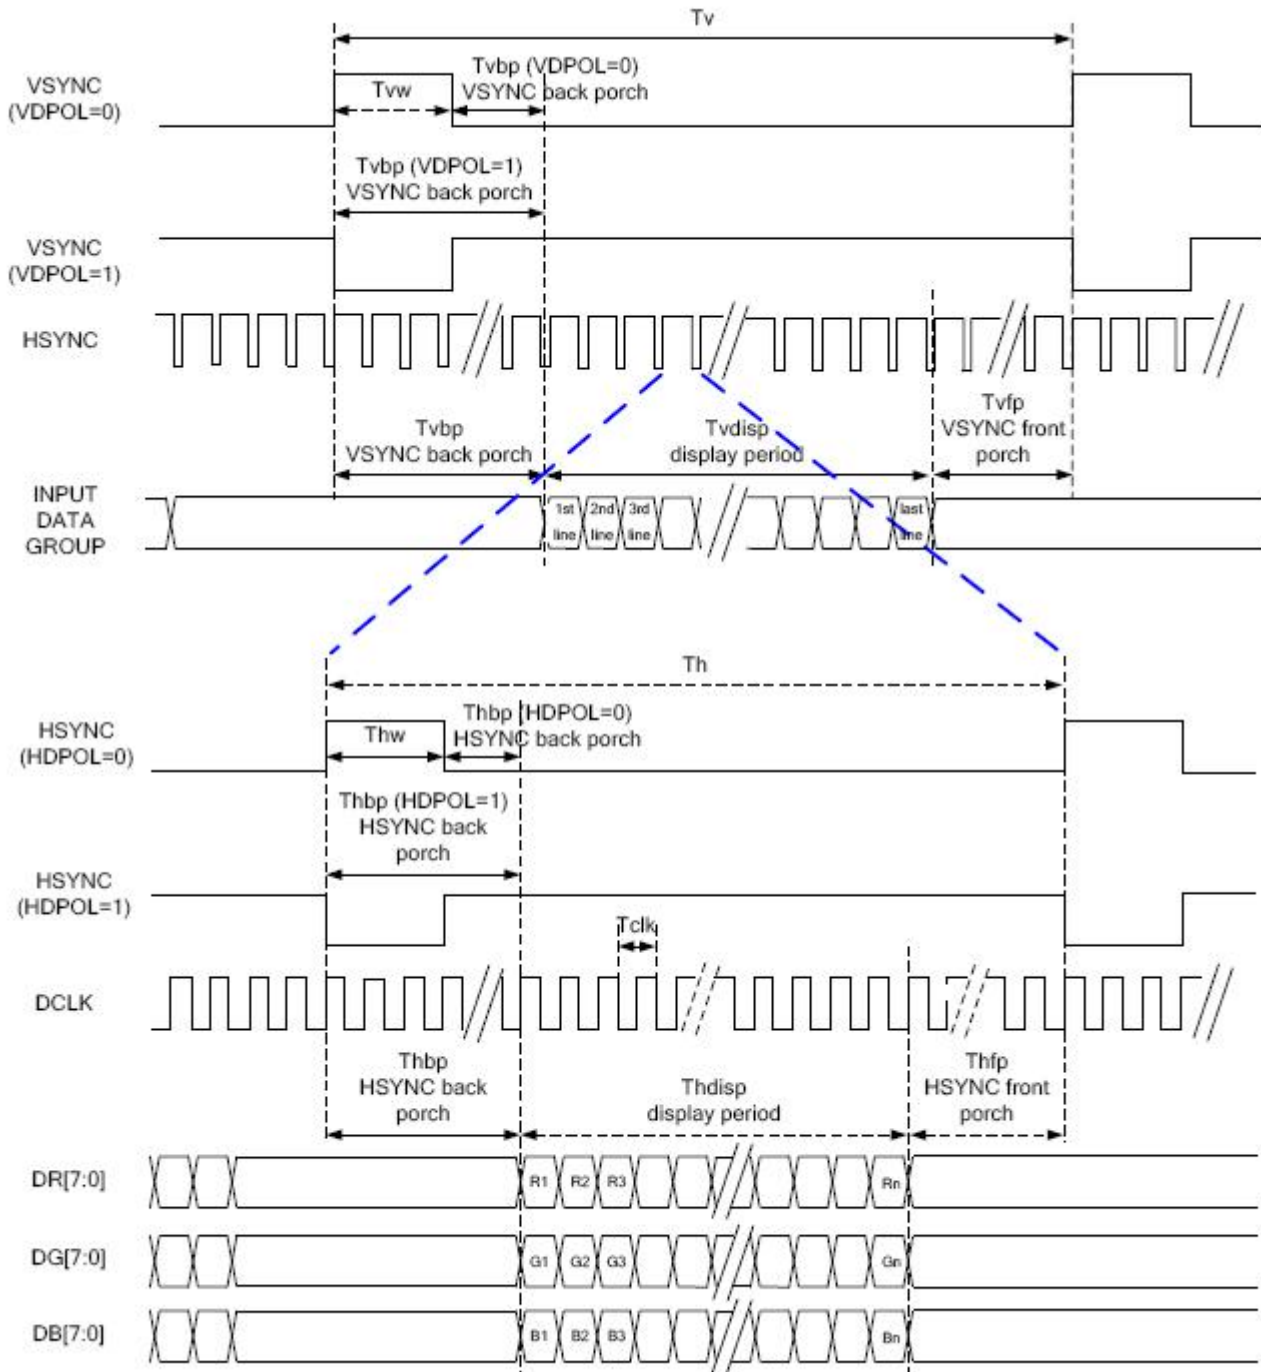 Tv
VSYNC
(VDPOL=0)
Tvw
Tvbp (VDPOL=0)
VSYNC back porch
Tvbp (VDPOL=1)
VSYNC back porch
VSYNC
(VDPOL=1)
HSYNC
Tvbp
VSYNC back porch
Tvdisp
display period
Tvfp
VSYNC front
porch
INPUT
DATA
GROUP
1st
line
2nd
line
3rd
line
last
line
Th
HSYNC
(HDPOL=0)
Thw
Thbp (HDPOL=0)
HSYNC back porch
Thbp (HDPOL=1)
HSYNC back
porch
HSYNC
(HDPOL=1)
Tclk
DCLK
Thbp
HSYNC back
porch
Thdisp
display period
Thfp
HSYNC front
porch
DR[7:0]
R1 R2 R3 Rn
DG[7:0]
G1 G2 G3 Gn
DB[7:0]
B1 B2 B3 Bn